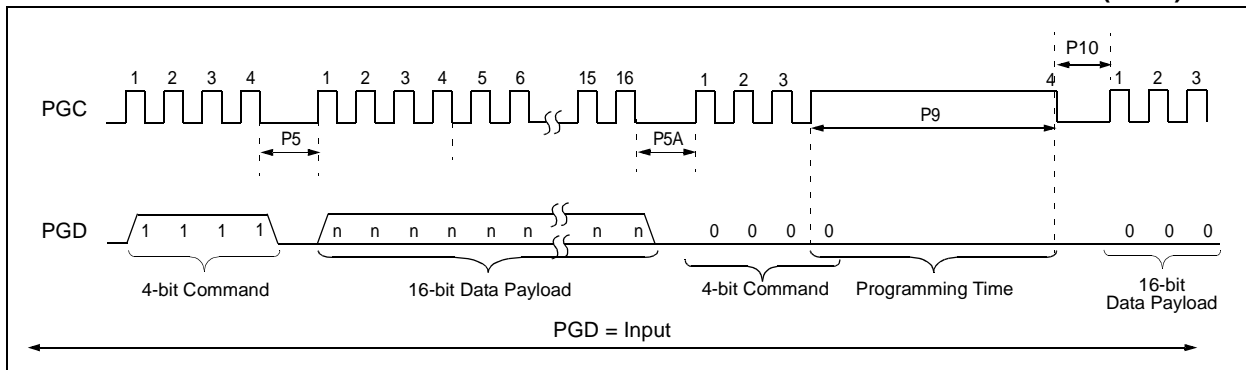 P10
1 2 3 4 1 2 3 4 5 6 15 16 1 2 3 4 1 2 3
PGC
P5 P5A P9
PGD 1 1 1 1 n n n n n n n n 0 0 0 0 0 0 0
4-bit Command 16-bit Data Payload 4-bit Command Programming Time 16-bit
Data Payload
PGD = Input